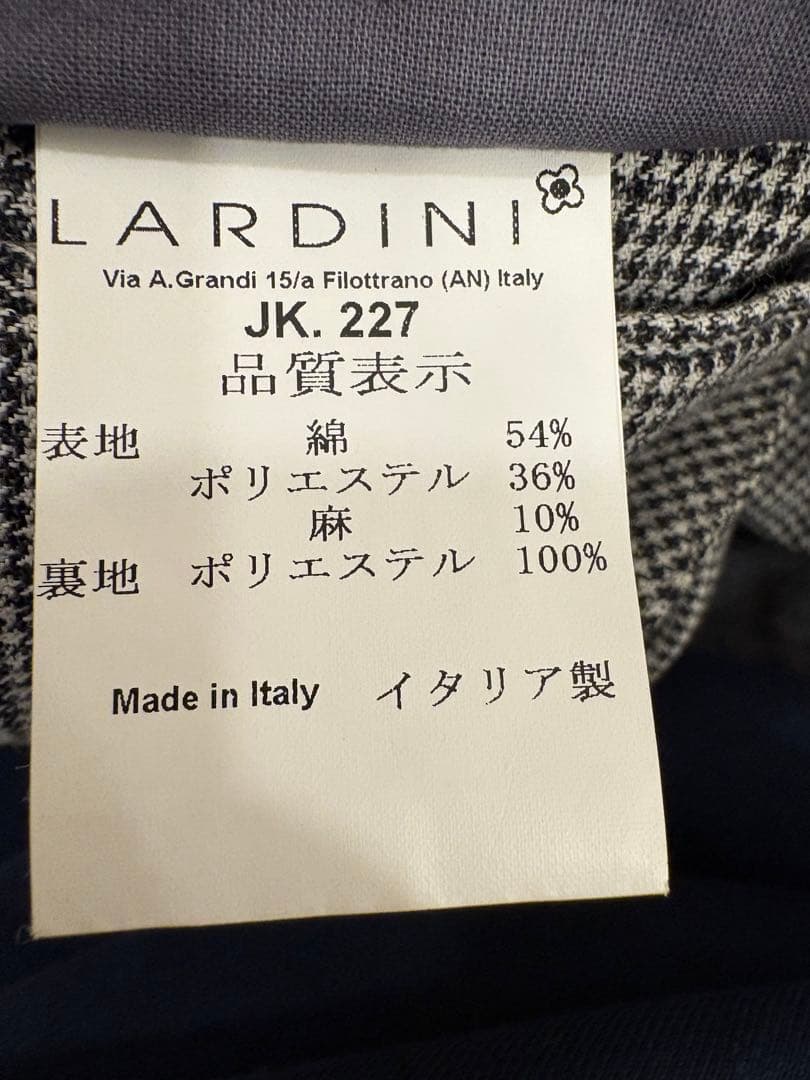 LARDINI
Via A.Grandi 15/a Filottrano (AN) Italy
JK. 227
品質表示
表地 綿 54%
ポリエステル 36%
麻 10%
裏地 ポリエステル 100%
Made in Italy イタリア製